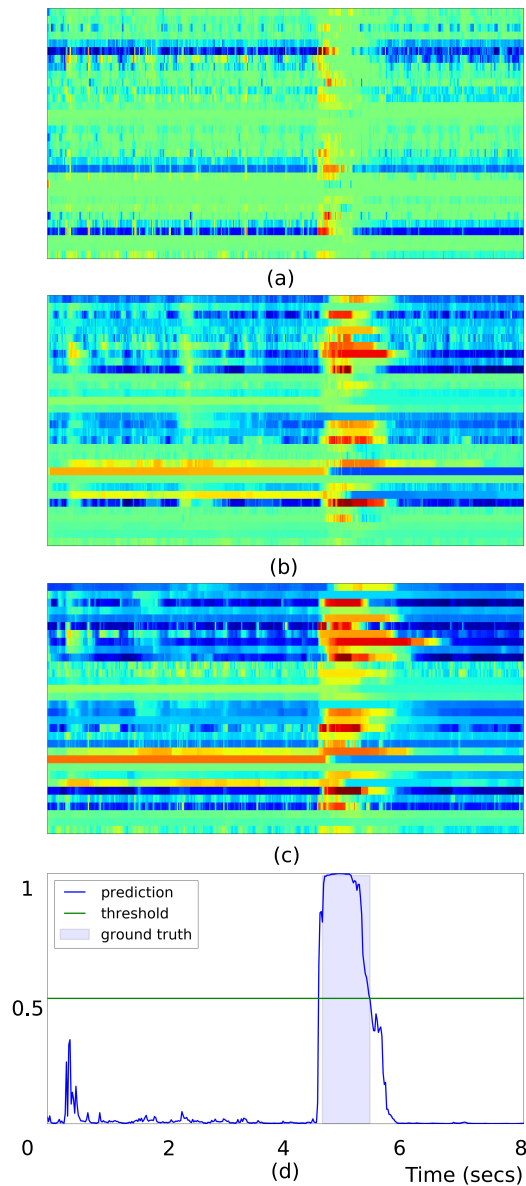 (a)
(b)
(c)
1
prediction
threshold
ground truth
0.5
0 2 4 6 8
(d) Time (secs)